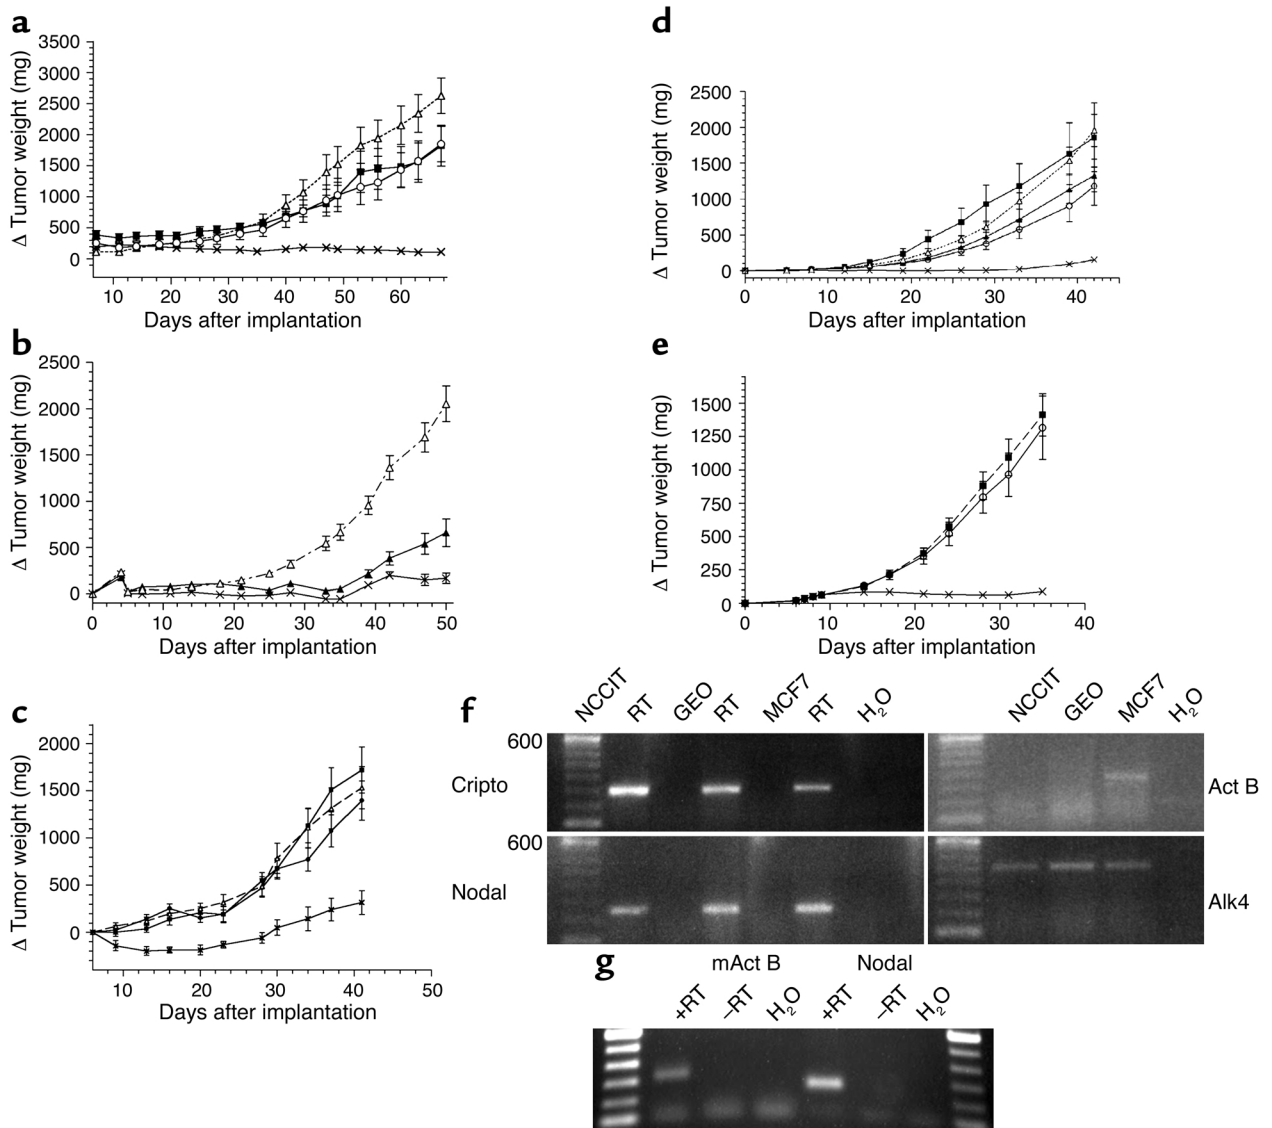 a
3500
3000
2500
2000
1500
1000
500
0
Δ Tumor weight (mg)
10 20 30 40 50 60
Days after implantation
b
2500
2000
1500
1000
500
0
Δ Tumor weight (mg)
0 10 20 30 40 50
Days after implantation
c
2000
1500
1000
500
0
Δ Tumor weight (mg)
10 20 30 40 50
Days after implantation
d
2500
2000
1500
1000
500
0
Δ Tumor weight (mg)
0 10 20 30 40
Days after implantation
e
1500
1250
1000
750
500
250
0
Δ Tumor weight (mg)
0 10 20 30 40
Days after implantation
f
NCCIT RT GEO RT MCF7 RT H₂O
NCCIT GEO MCF7 H₂O
600
Cripto
Act B
600
Nodal
Alk4
g
mAct B Nodal
+RT –RT H₂O +RT –RT H₂O